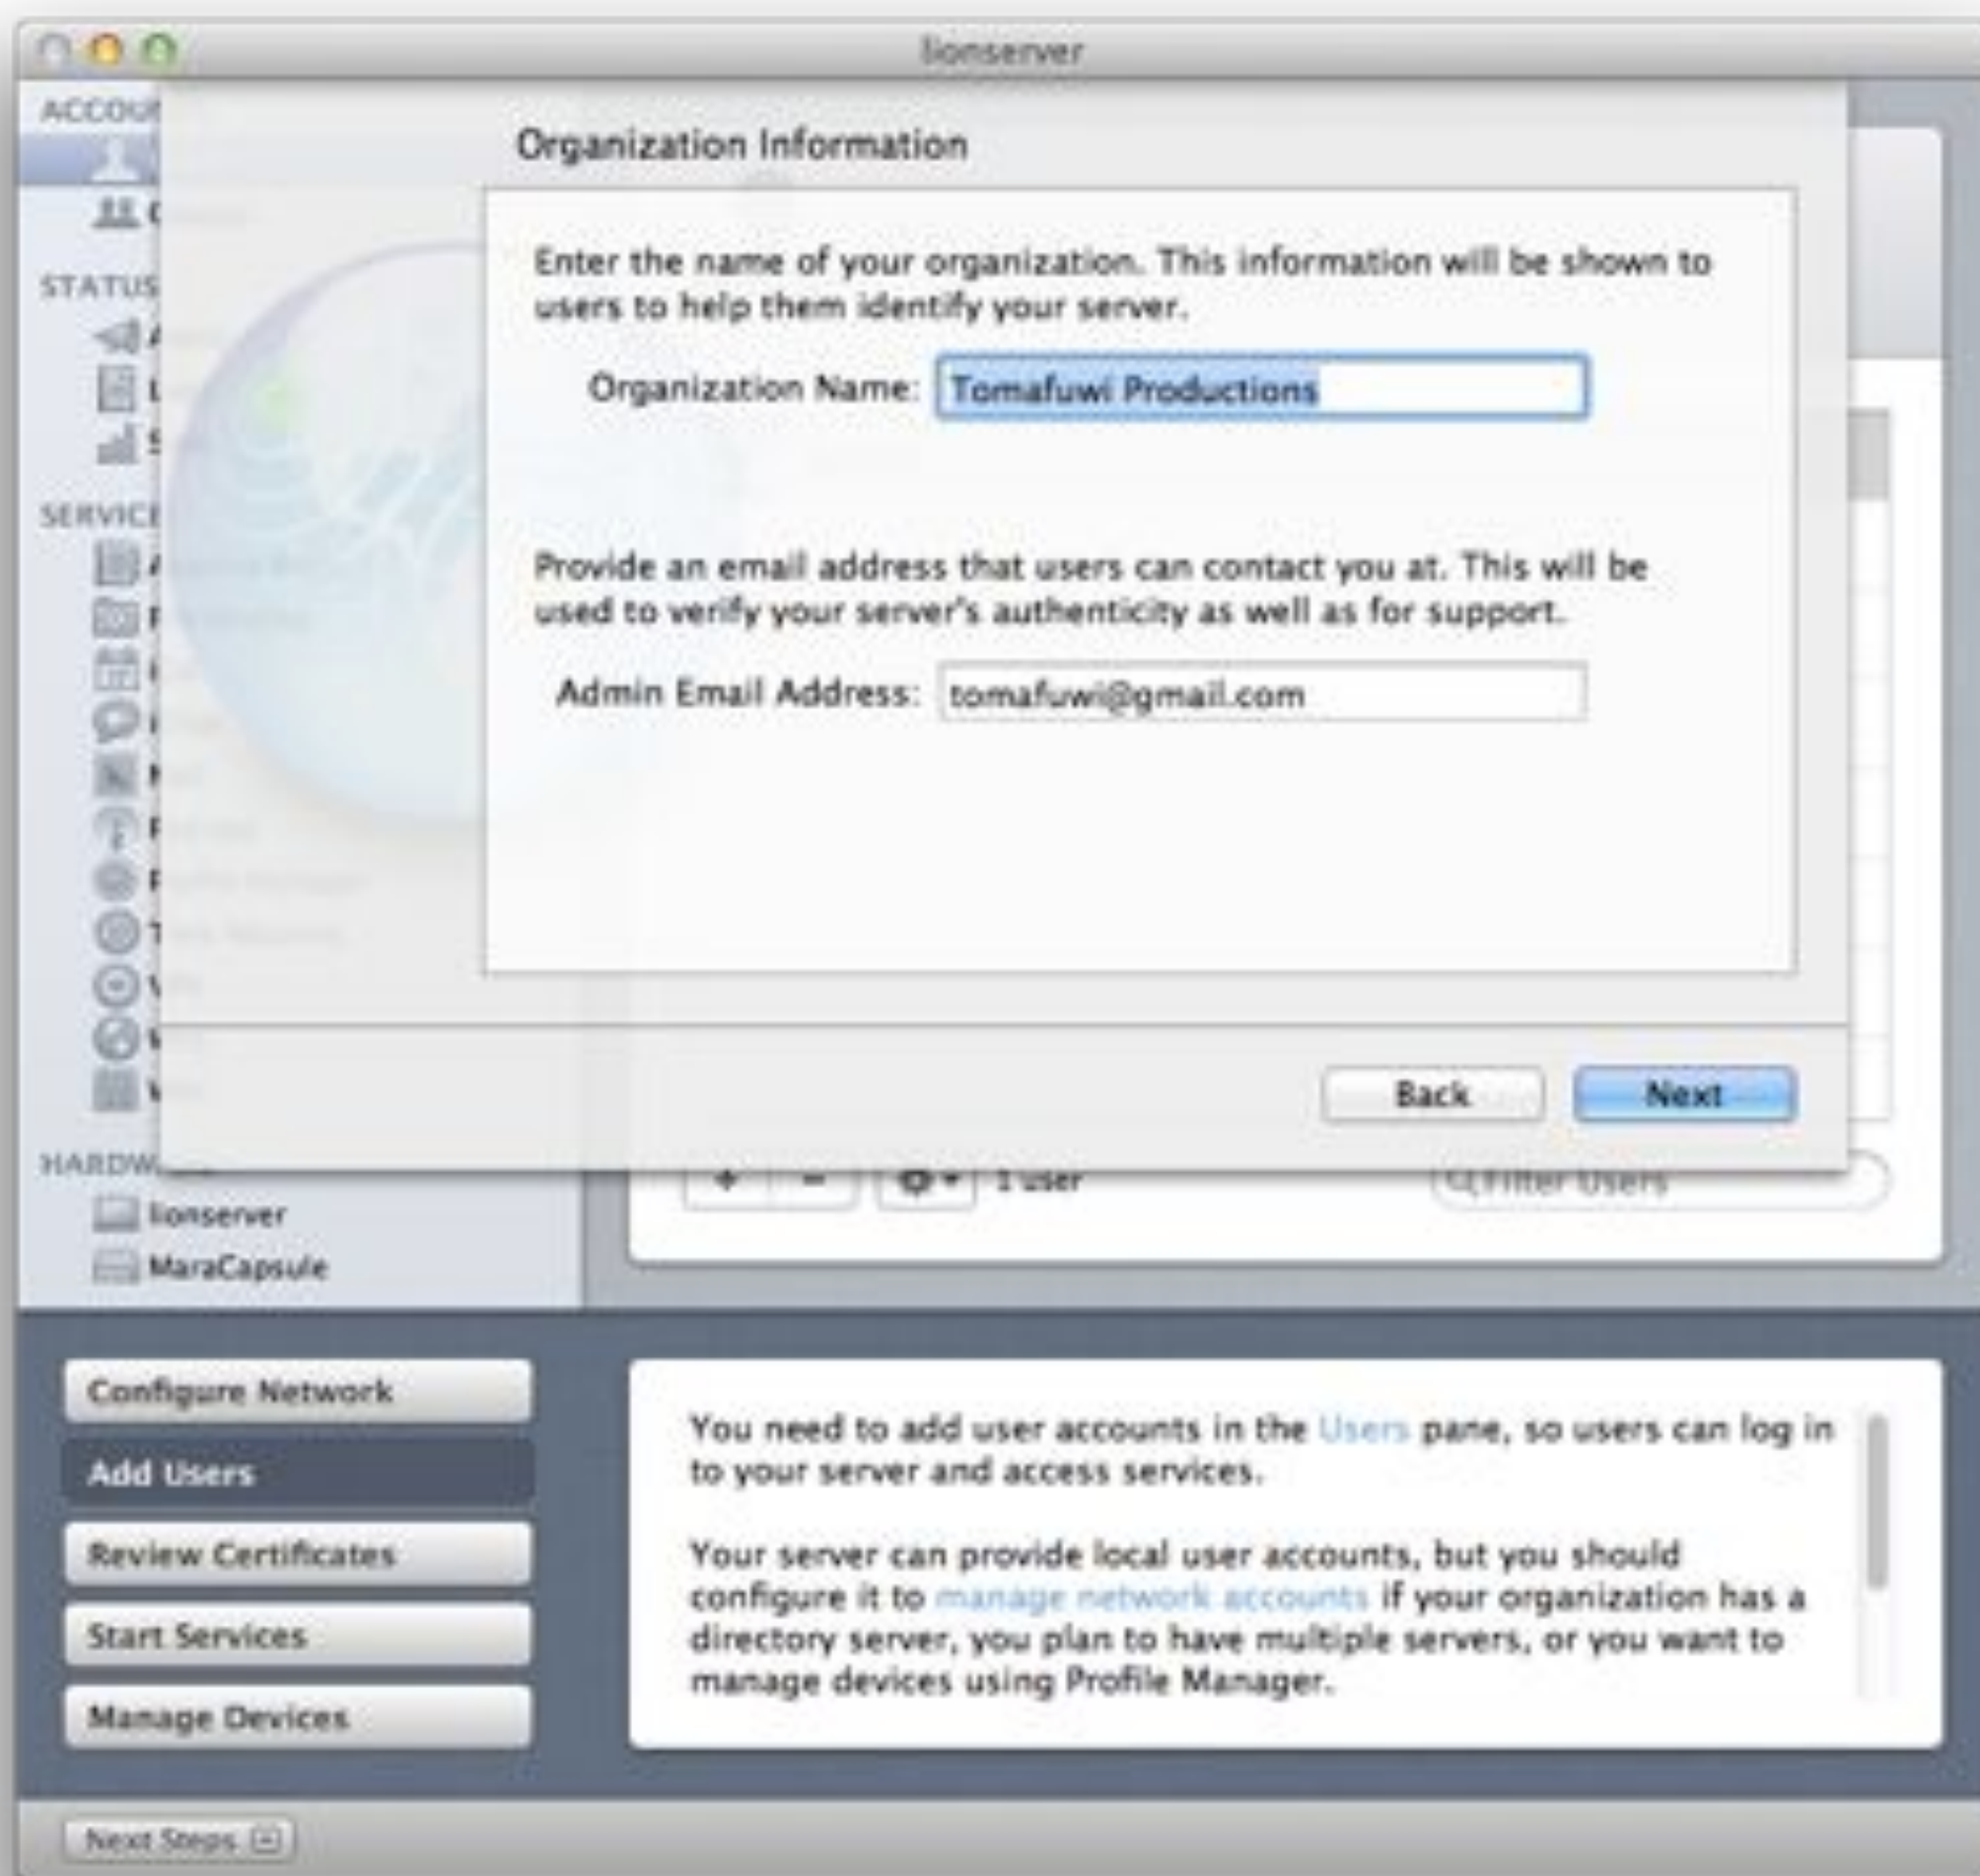 lionserver
ACCOU
Organization Information
Enter the name of your organization. This information will be shown to
users to help them identify your server.
STATUS
Organization Name: Tomafuwi Productions
SERVICE
Provide an email address that users can contact you at. This will be
used to verify your server's authenticity as well as for support.
Admin Email Address: tomafuwi@gmail.com
Back
Next
HARDW
1 user
Filter Users
lionserver
MaraCapsule
Configure Network
Add Users
Review Certificates
Start Services
Manage Devices
You need to add user accounts in the Users pane, so users can log in
to your server and access services.
Your server can provide local user accounts, but you should
configure it to manage network accounts if your organization has a
directory server, you plan to have multiple servers, or you want to
manage devices using Profile Manager.
Next Steps